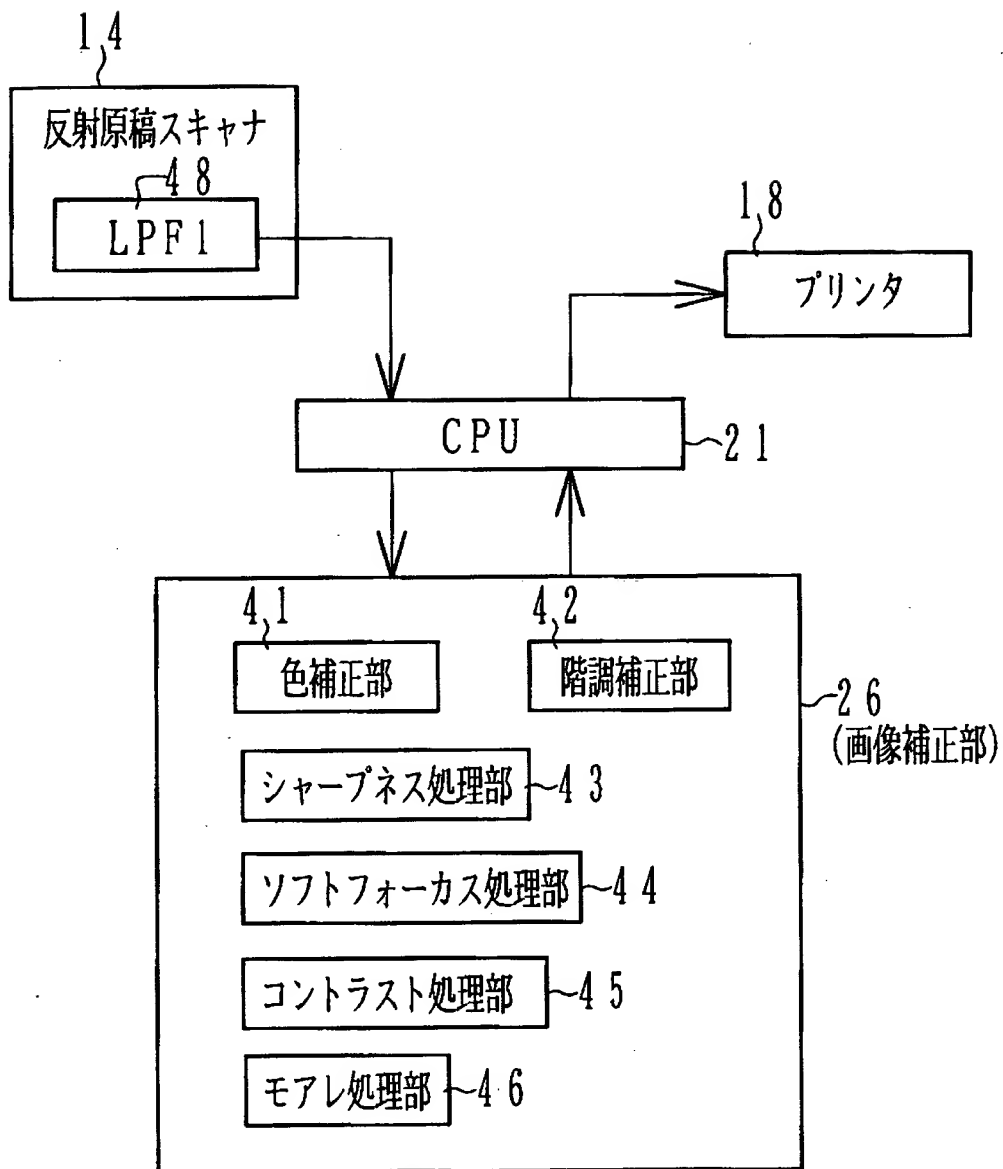 14
反射原稿スキャナ
48
LPF1
18
プリンタ
CPU
21
41
色補正部
42
階調補正部
26
(画像補正部)
シャープネス処理部
43
ソフトフォーカス処理部
44
コントラスト処理部
45
モアレ処理部
46